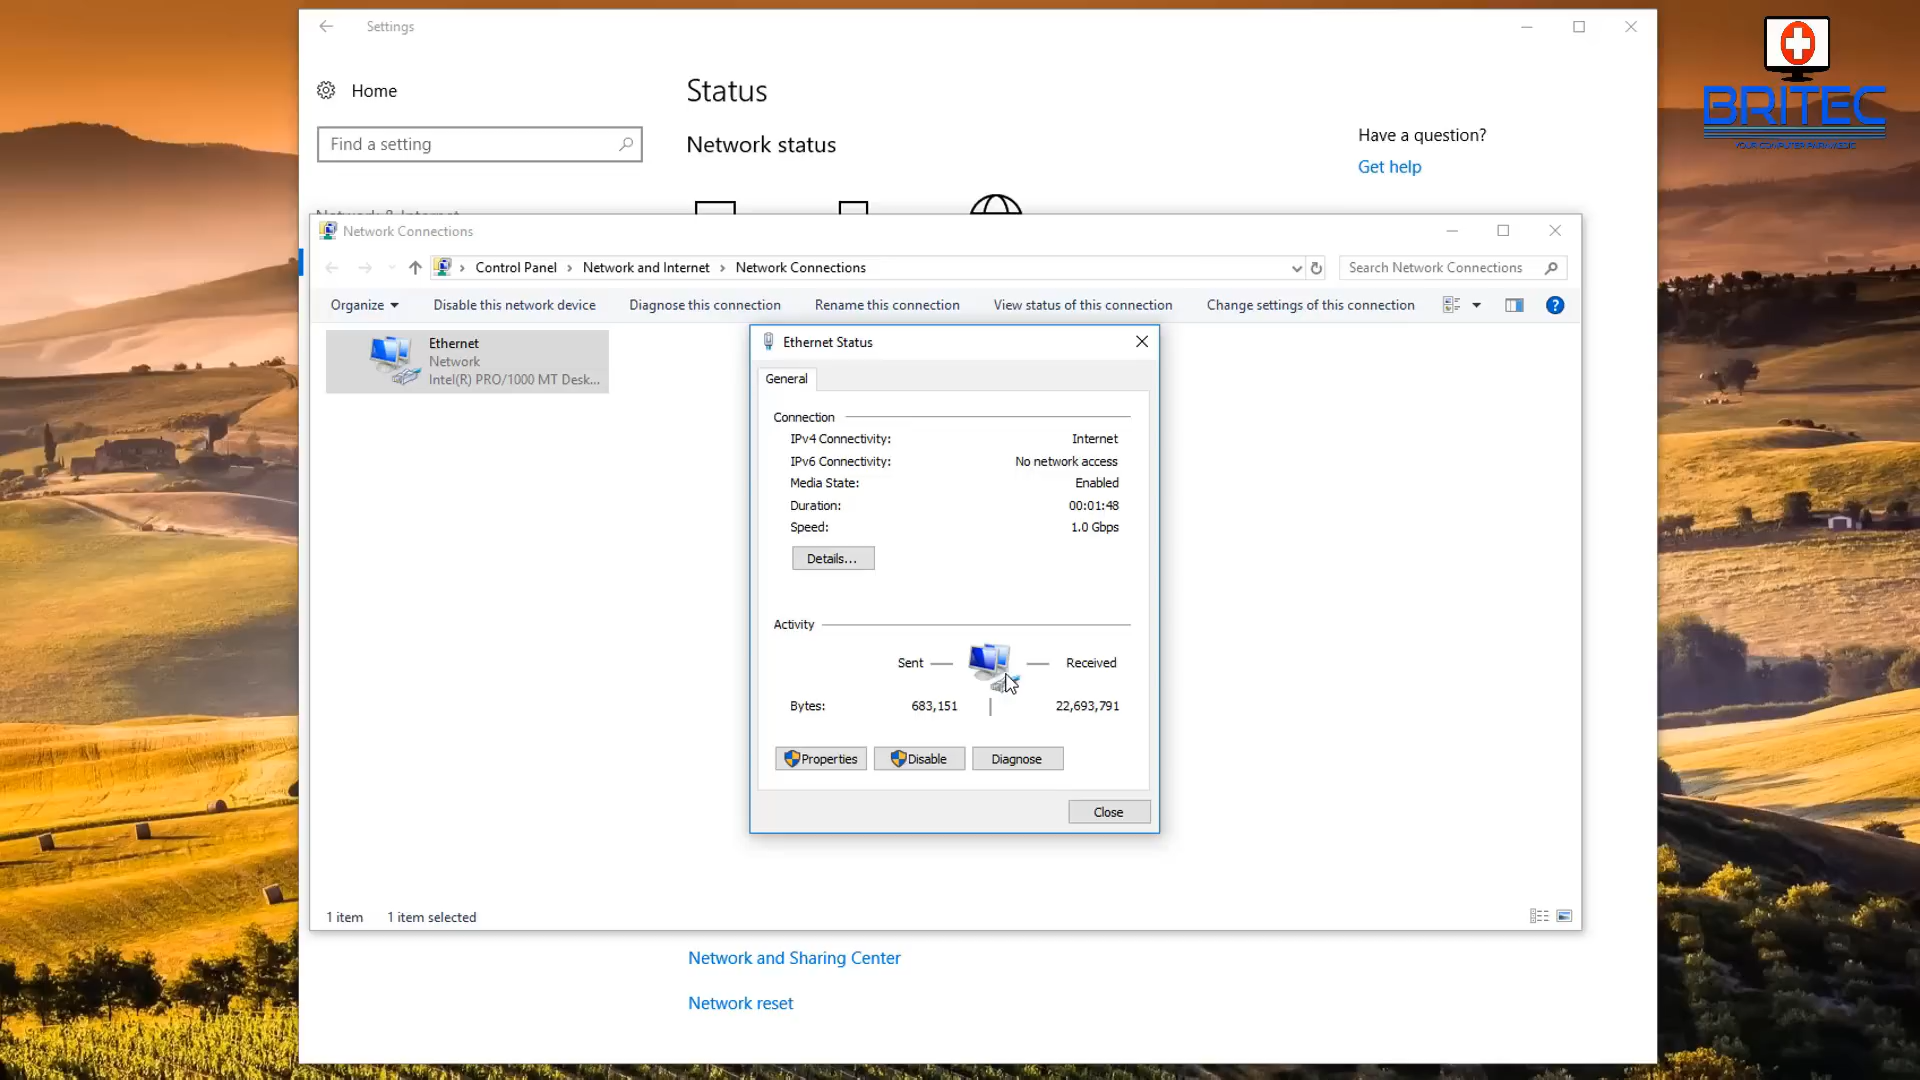 Settings
Home
Find a setting
Status
Network status
Have a question?
Get help
BRITEC
YOUR COMPUTER PARAMEDIC
Network & Internet
Network Connections
Control Panel > Network and Internet > Network Connections
Search Network Connections
Organize Disable this network device Diagnose this connection Rename this connection View status of this connection Change settings of this connection
Ethernet
Network
Intel(R) PRO/1000 MT Desk...
Ethernet Status
General
Connection
IPv4 Connectivity: Internet
IPv6 Connectivity: No network access
Media State: Enabled
Duration: 00:01:48
Speed: 1.0 Gbps
Details...
Activity
Sent Received
Bytes: 683,151 22,693,791
Properties Disable Diagnose
Close
1 item 1 item selected
Network and Sharing Center
Network reset